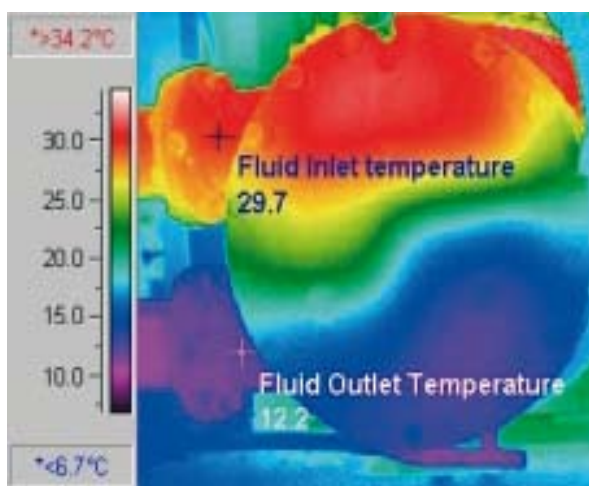 *>34.2°C
30.0
25.0
20.0
15.0
10.0
*<6.7°C
Fluid Inlet temperature
29.7
Fluid Outlet Temperature
12.2